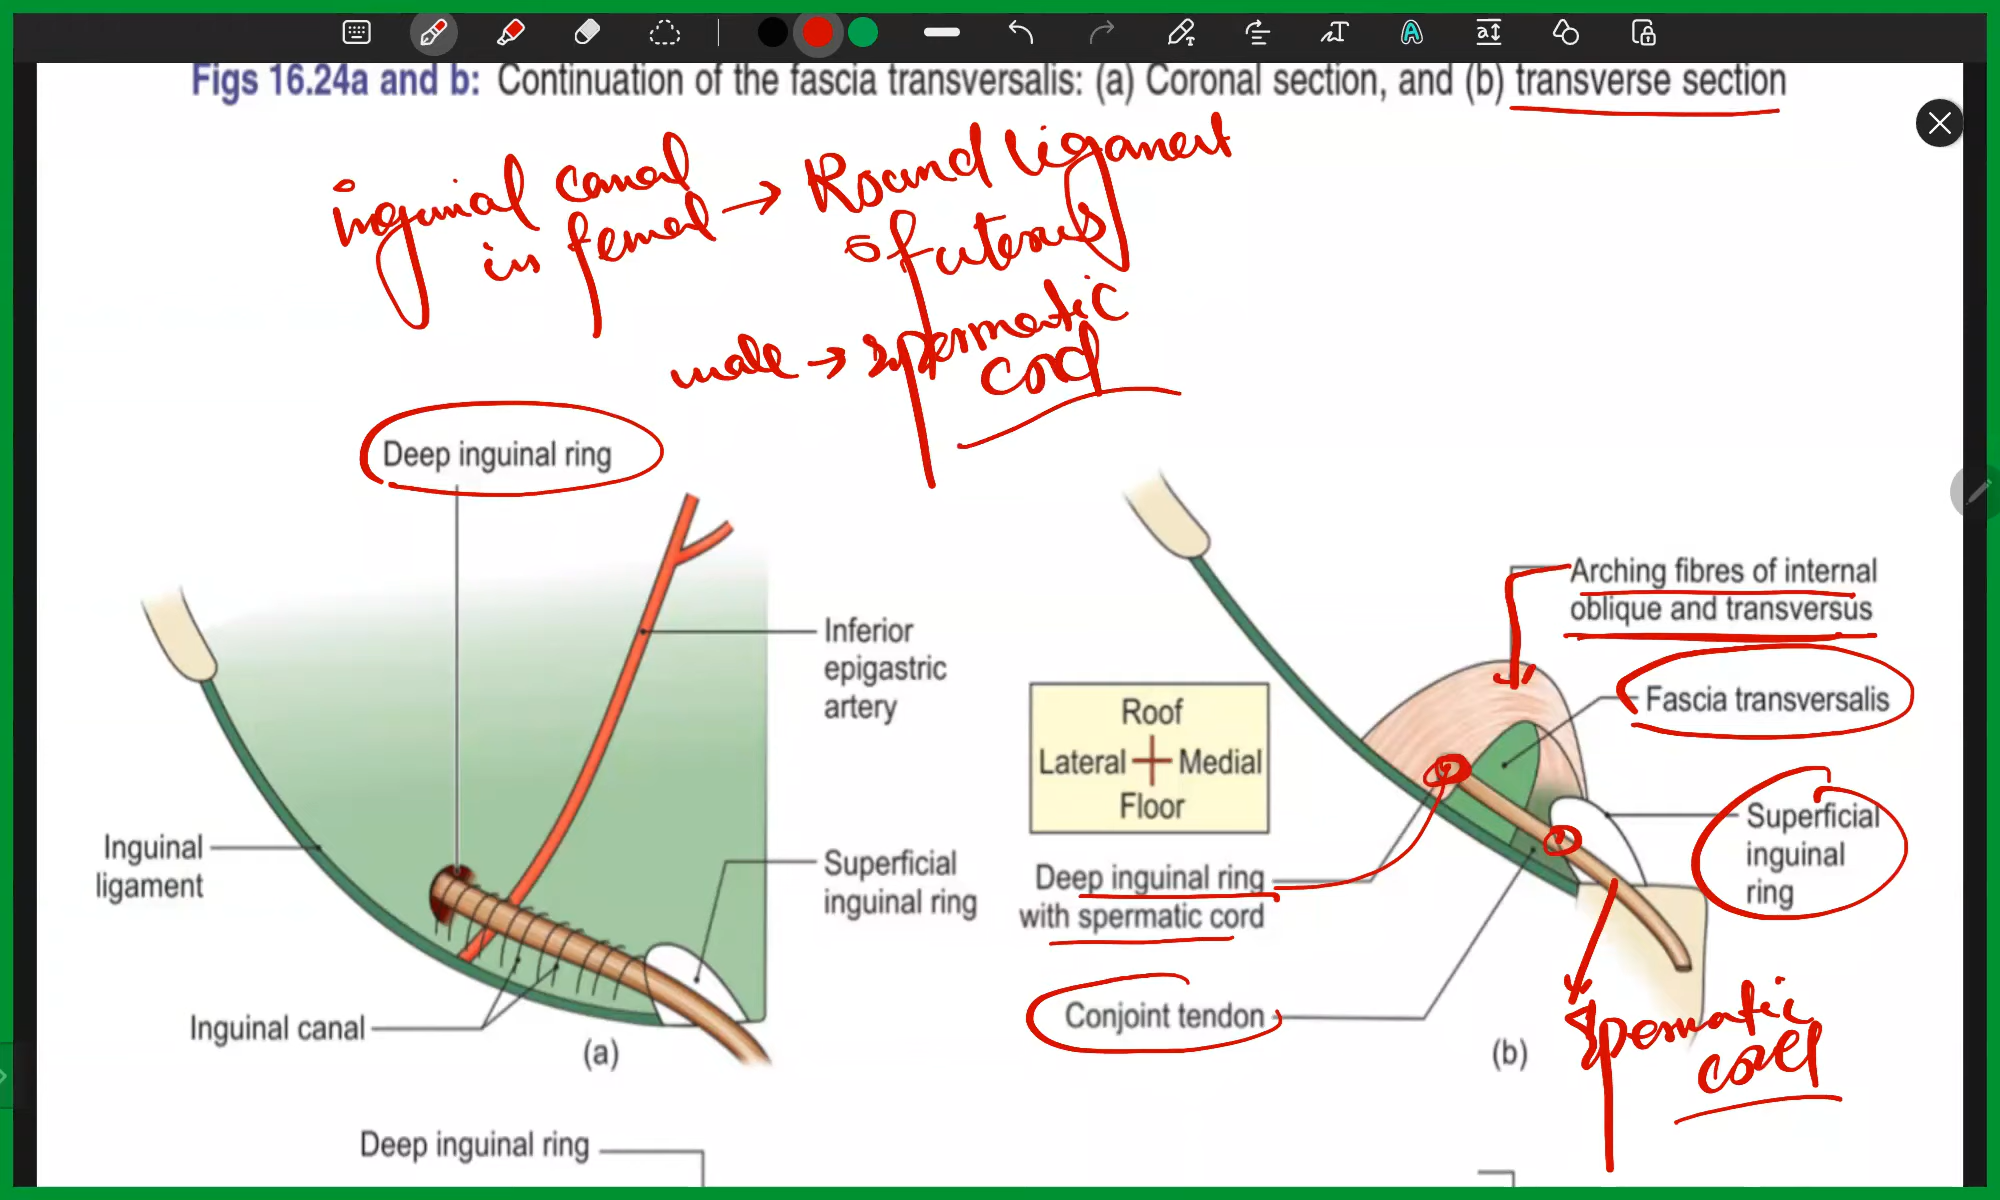 Figs 16.24a and b: Continuation of the fascia transversalis: (a) Coronal section, and (b) transverse section
inguinal canal
in femal → Round ligament
of uterus
male → spermatic
cord
Deep inguinal ring
Inferior
epigastric
artery
Inguinal
ligament
Superficial
inguinal ring
Inguinal canal
(a)
Arching fibres of internal
oblique and transversus
Fascia transversalis
Roof
Lateral Medial
Floor
Superficial
inguinal
ring
Deep inguinal ring
with spermatic cord
Conjoint tendon
(b)
spermatic
cord
Deep inguinal ring